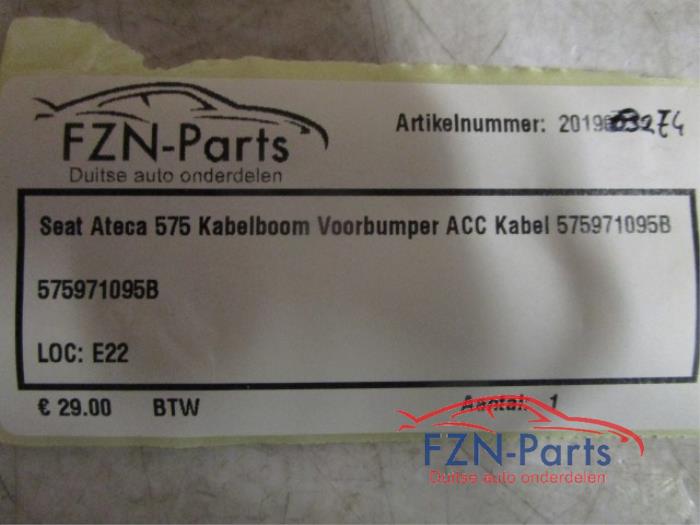 FZN-Parts
Duitse auto onderdelen
Artikelnummer: 2019
Seat Ateca 575 Kabelboom Voorbumper ACC Kabel 575971095B
575971095B
LOC: E22
€ 29.00 BTW Aantal: 1
FZN-Parts
Duitse auto onderdelen